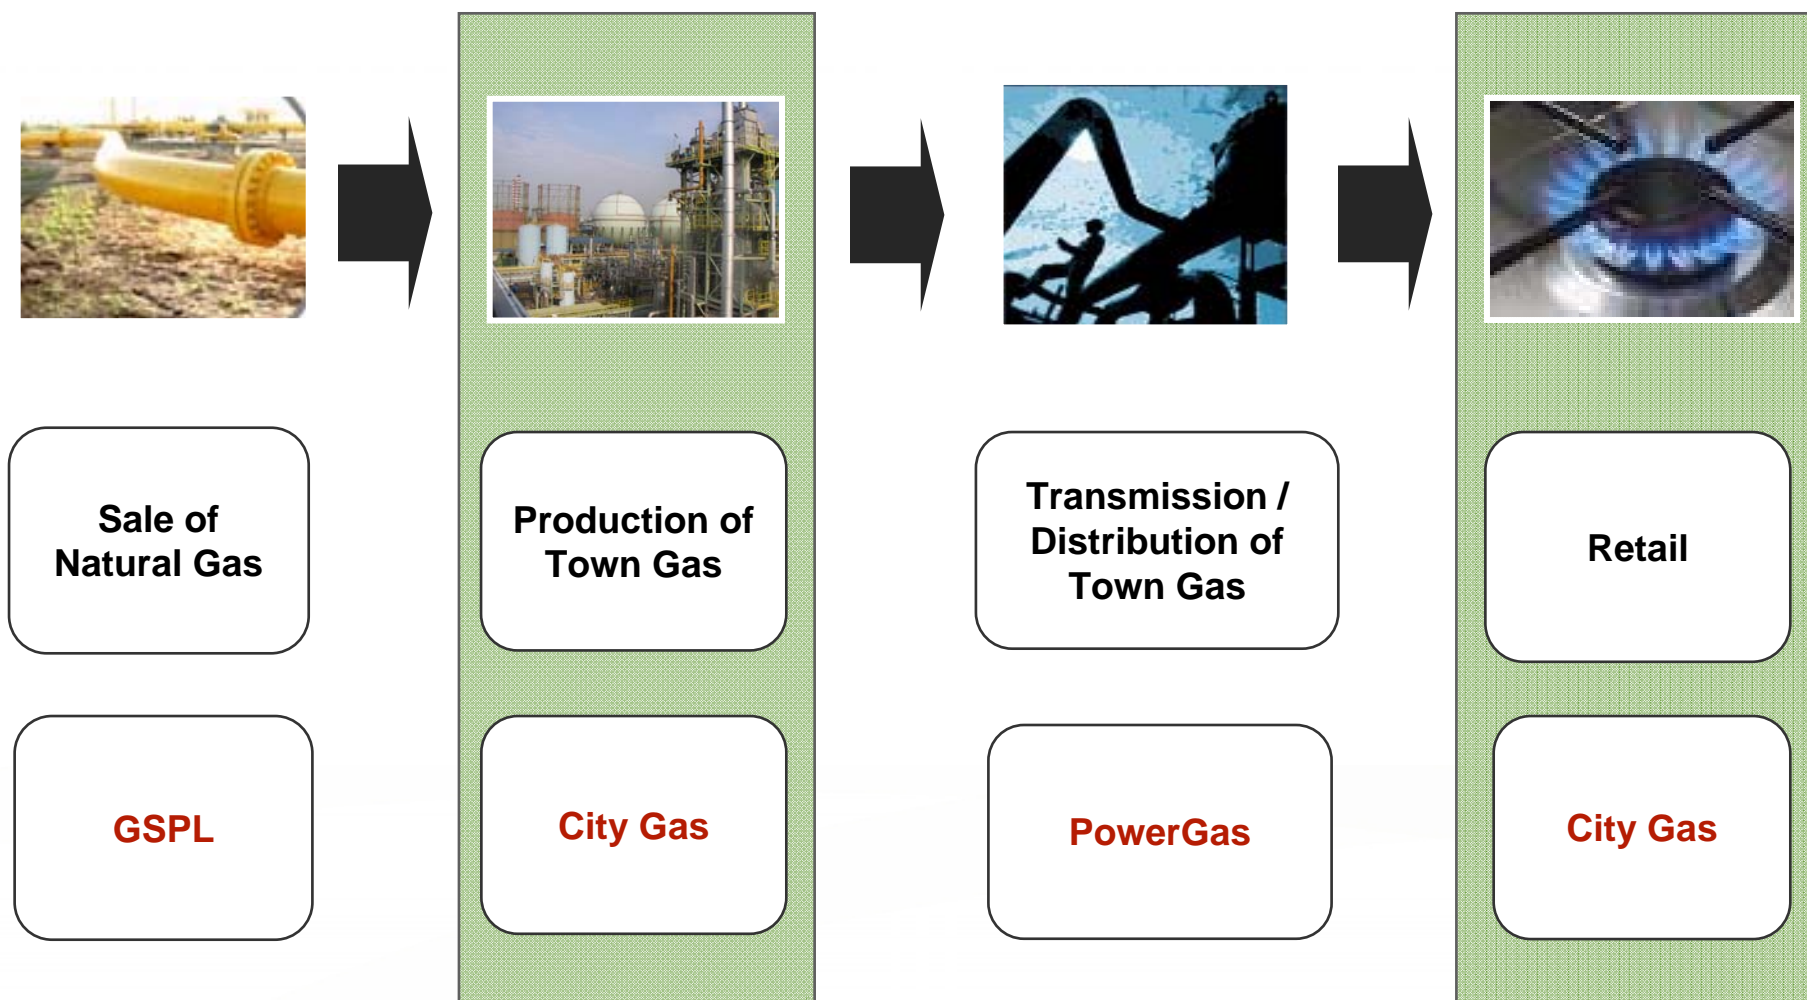 Sale of
Natural Gas
Production of
Town Gas
Transmission /
Distribution of
Town Gas
Retail
GSPL
City Gas
PowerGas
City Gas